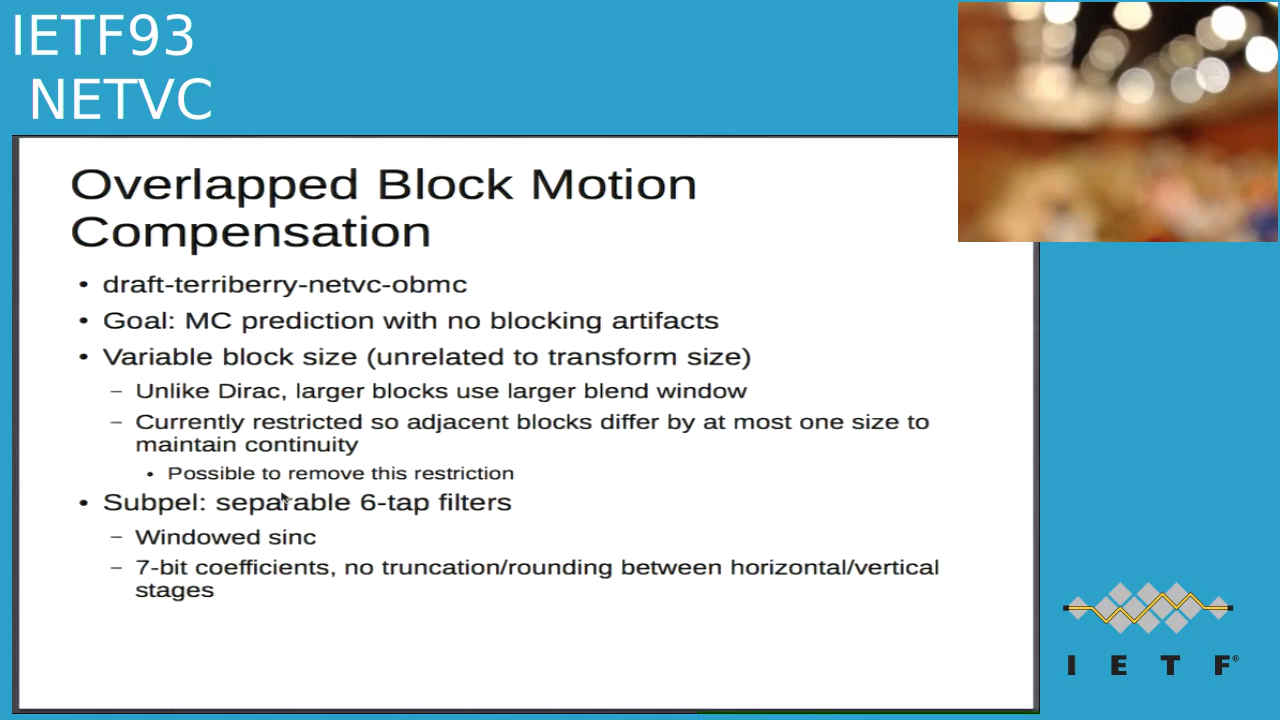 IETF93
NETVC
Overlapped Block Motion
Compensation
• draft-terriberry-netvc-obmc
• Goal: MC prediction with no blocking artifacts
• Variable block size (unrelated to transform size)
– Unlike Dirac, larger blocks use larger blend window
– Currently restricted so adjacent blocks differ by at most one size to
maintain continuity
• Possible to remove this restriction
• Subpel: separable 6-tap filters
– Windowed sinc
– 7-bit coefficients, no truncation/rounding between horizontal/vertical
stages
I E T F®